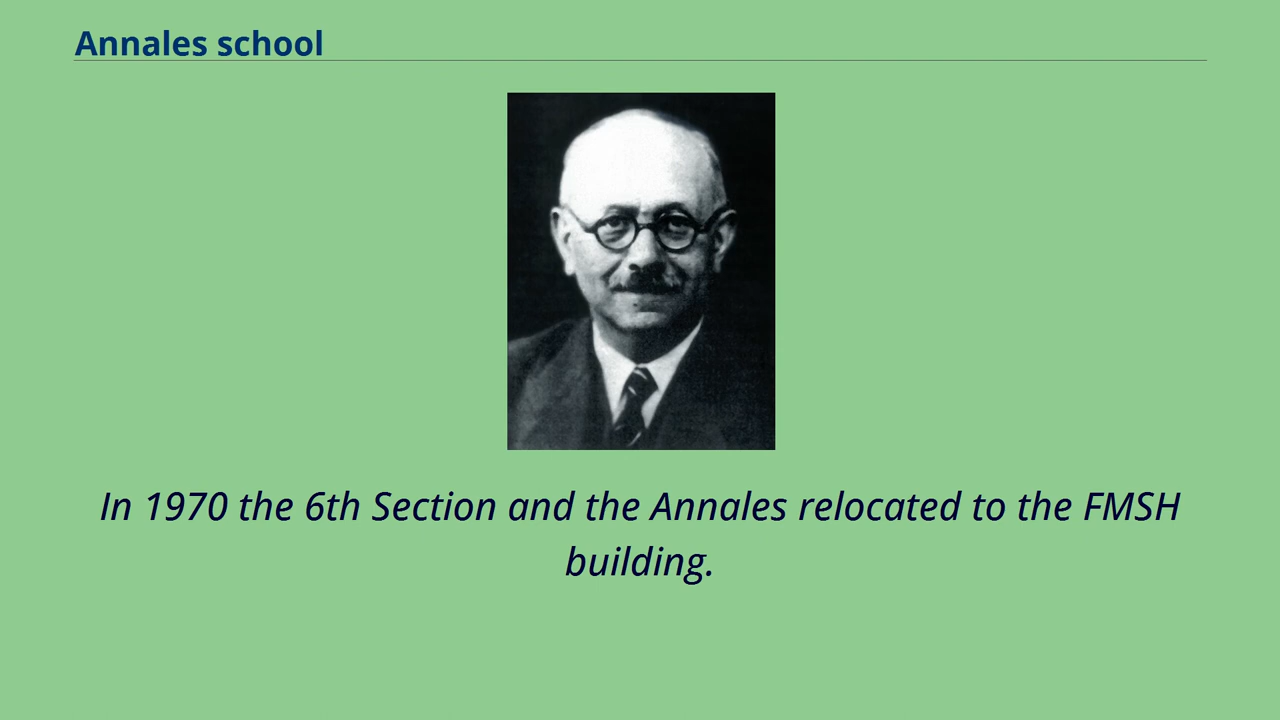 Annales school
In 1970 the 6th Section and the Annales relocated to the FMSH
building.